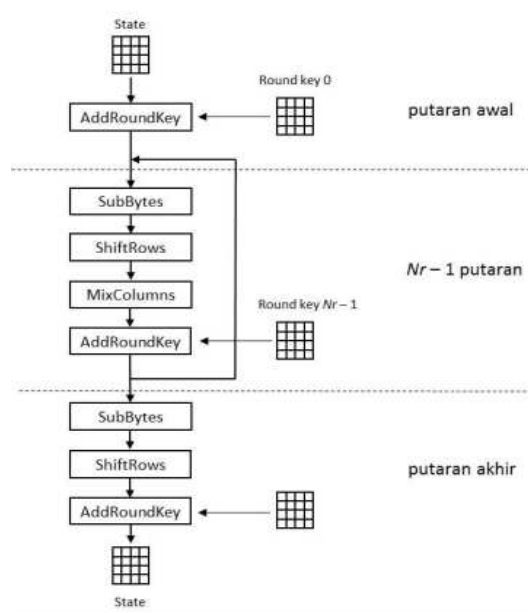 State
Round key 0
AddRoundKey
putaran awal
SubBytes
ShiftRows
Nr – 1 putaran
MixColumns
Round key Nr – 1
AddRoundKey
SubBytes
ShiftRows
putaran akhir
AddRoundKey
State